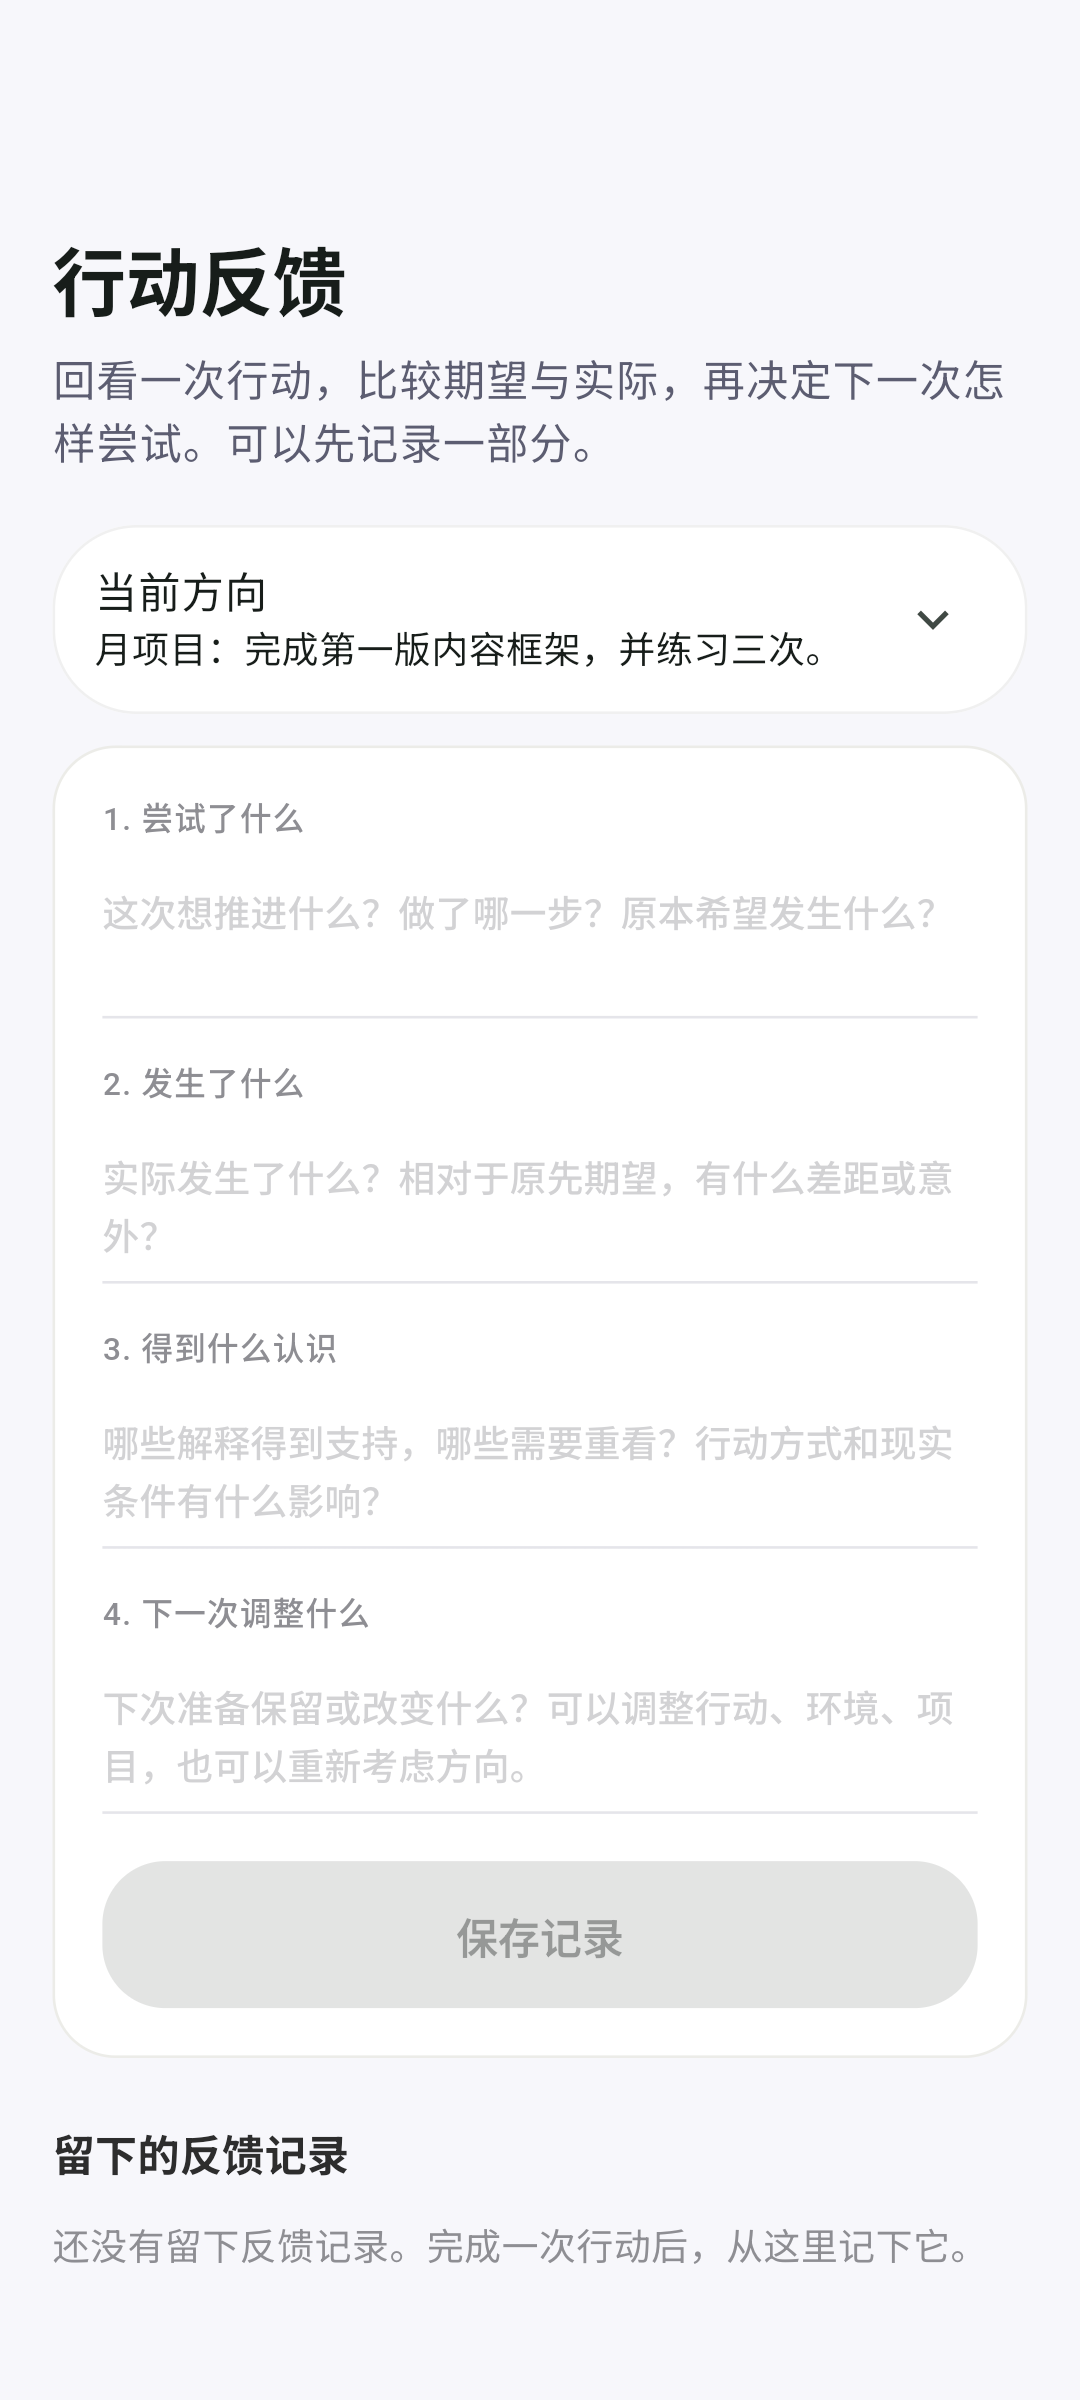 行动反馈
回看一次行动，比较期望与实际，再决定下一次怎
样尝试。可以先记录一部分。
当前方向
月项目：完成第一版内容框架，并练习三次。
1. 尝试了什么
这次想推进什么？做了哪一步？原本希望发生什么？
2. 发生了什么
实际发生了什么？相对于原先期望，有什么差距或意
外？
3. 得到什么认识
哪些解释得到支持，哪些需要重看？行动方式和现实
条件有什么影响？
4. 下一次调整什么
下次准备保留或改变什么？可以调整行动、环境、项
目，也可以重新考虑方向。
保存记录
留下的反馈记录
还没有留下反馈记录。完成一次行动后，从这里记下它。